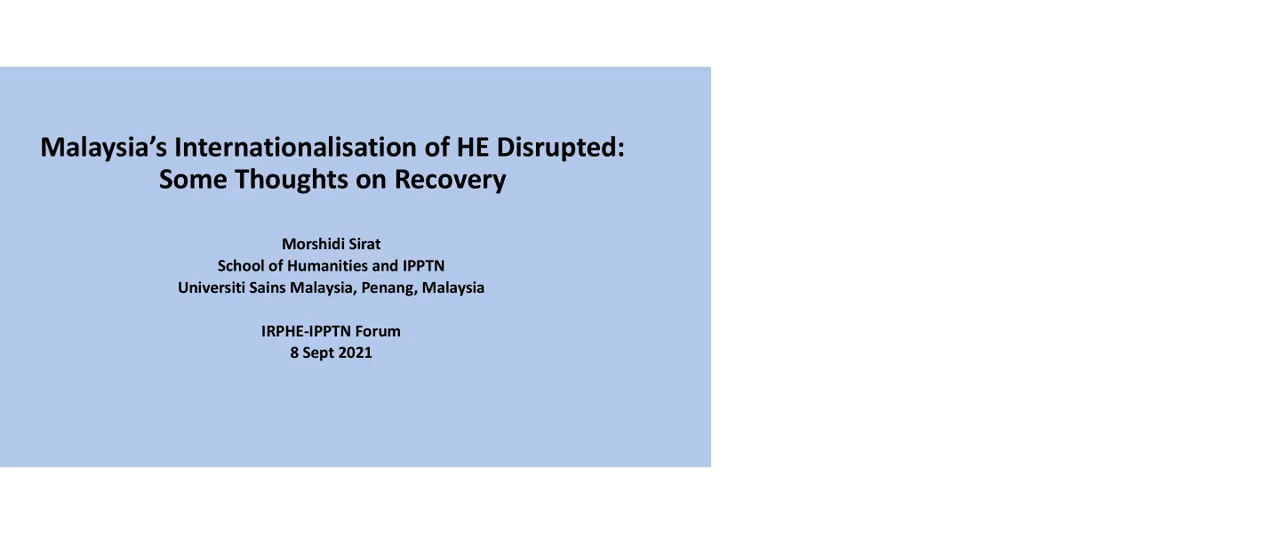 Malaysia’s Internationalisation of HE Disrupted:
Some Thoughts on Recovery
Morshidi Sirat
School of Humanities and IPPTN
Universiti Sains Malaysia, Penang, Malaysia
IRPHE-IPPTN Forum
8 Sept 2021